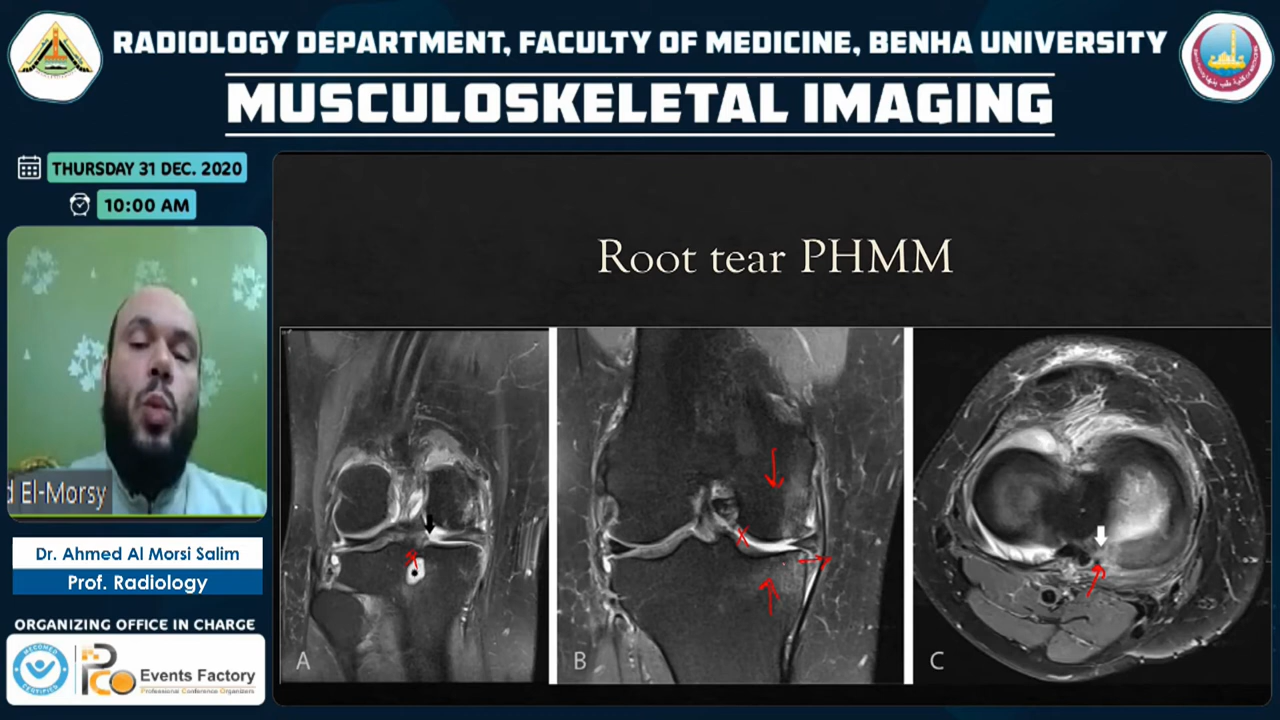 RADIOLOGY DEPARTMENT, FACULTY OF MEDICINE, BENHA UNIVERSITY
MUSCULOSKELETAL IMAGING
THURSDAY 31 DEC. 2020
10:00 AM
Root tear PHMM
d El-Morsy
Dr. Ahmed Al Morsi Salim
Prof. Radiology
ORGANIZING OFFICE IN CHARGE
MECOMED
CERTIFIED
PCO
Events Factory
Professional Conference Organizers
A
B
C